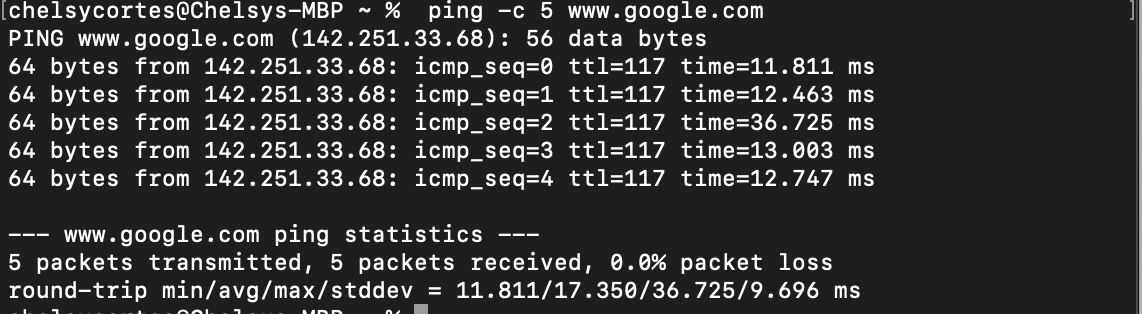 [chelsycortes@Chelsys-MBP ~ %  ping -c 5 www.google.com ]
PING www.google.com (142.251.33.68): 56 data bytes
64 bytes from 142.251.33.68: icmp_seq=0 ttl=117 time=11.811 ms
64 bytes from 142.251.33.68: icmp_seq=1 ttl=117 time=12.463 ms
64 bytes from 142.251.33.68: icmp_seq=2 ttl=117 time=36.725 ms
64 bytes from 142.251.33.68: icmp_seq=3 ttl=117 time=13.003 ms
64 bytes from 142.251.33.68: icmp_seq=4 ttl=117 time=12.747 ms

--- www.google.com ping statistics ---
5 packets transmitted, 5 packets received, 0.0% packet loss
round-trip min/avg/max/stddev = 11.811/17.350/36.725/9.696 ms
chelsycortes@Chelsys-MBP ~ %